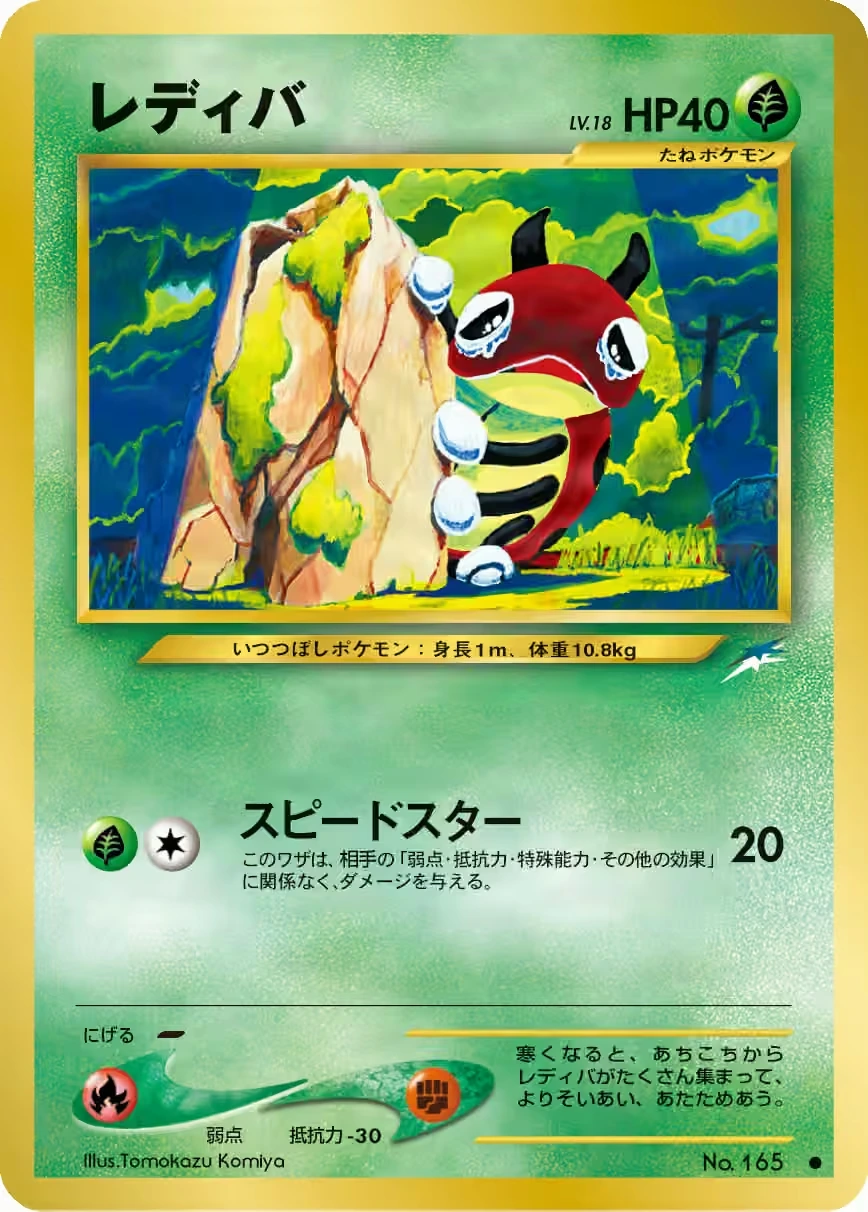 レディバ
LV.18 HP40
たねポケモン
いつつぼしポケモン：身長1m、体重10.8kg
スピードスター 20
このワザは、相手の「弱点・抵抗力・特殊能力・その他の効果」
に関係なく、ダメージを与える。
にげる
寒くなると、あちこちから
レディバがたくさん集まって、
よりそいあい、あたためあう。
弱点 抵抗力-30
Illus.Tomokazu Komiya
No. 165